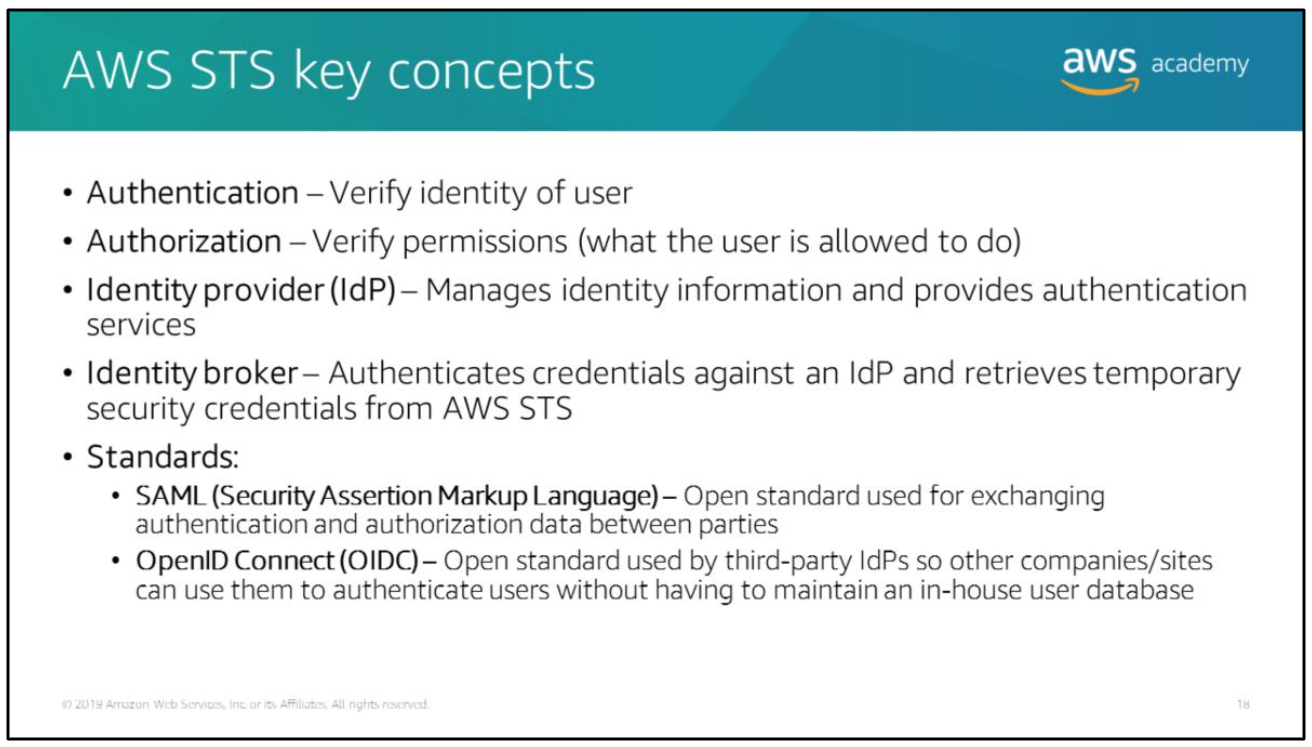 AWS STS key concepts
aws academy
• Authentication – Verify identity of user
• Authorization – Verify permissions (what the user is allowed to do)
• Identity provider (IdP) – Manages identity information and provides authentication
services
• Identity broker – Authenticates credentials against an IdP and retrieves temporary
security credentials from AWS STS
• Standards:
• SAML (Security Assertion Markup Language) – Open standard used for exchanging
authentication and authorization data between parties
• OpenID Connect (OIDC) – Open standard used by third-party IdPs so other companies/sites
can use them to authenticate users without having to maintain an in-house user database
© 2019 Amazon Web Services, Inc. or its Affiliates. All rights reserved.
18